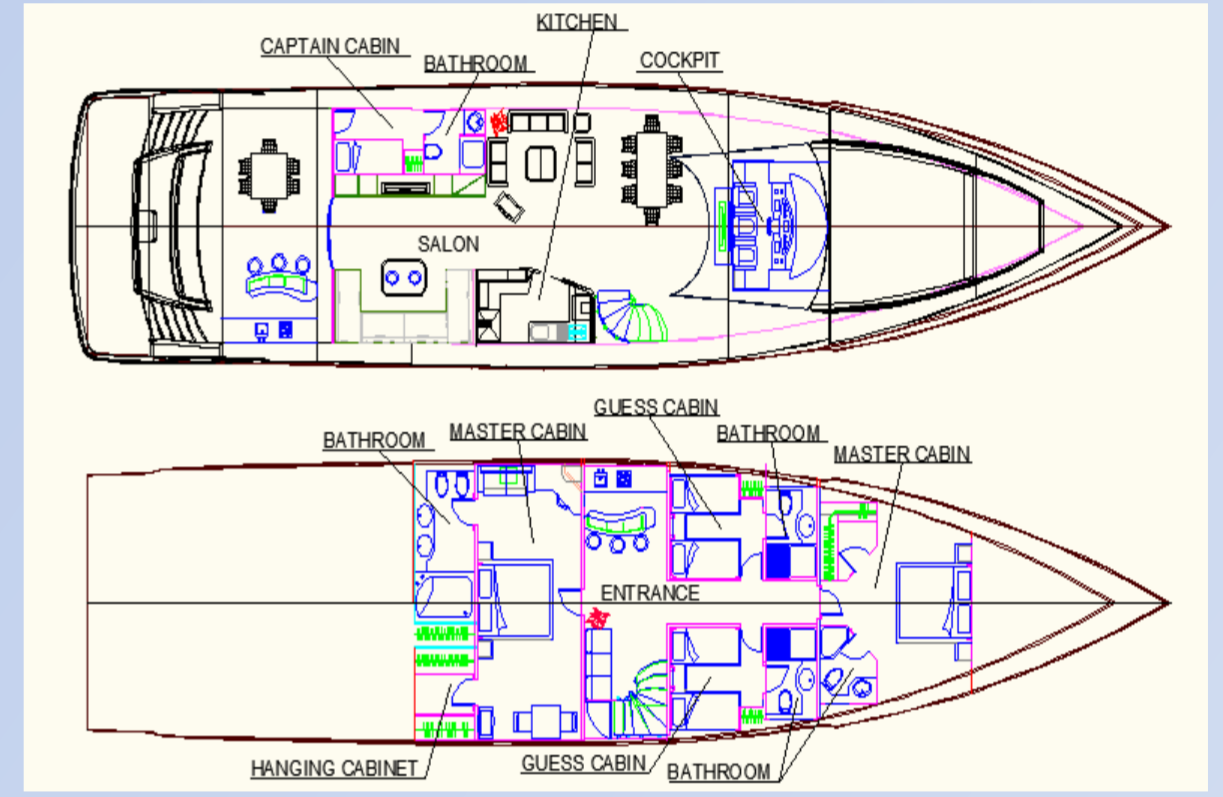 KITCHEN
CAPTAIN CABIN
BATHROOM
COCKPIT
SALON
GUESS CABIN
BATHROOM
MASTER CABIN
BATHROOM
MASTER CABIN
ENTRANCE
HANGING CABINET
GUESS CABIN
BATHROOM